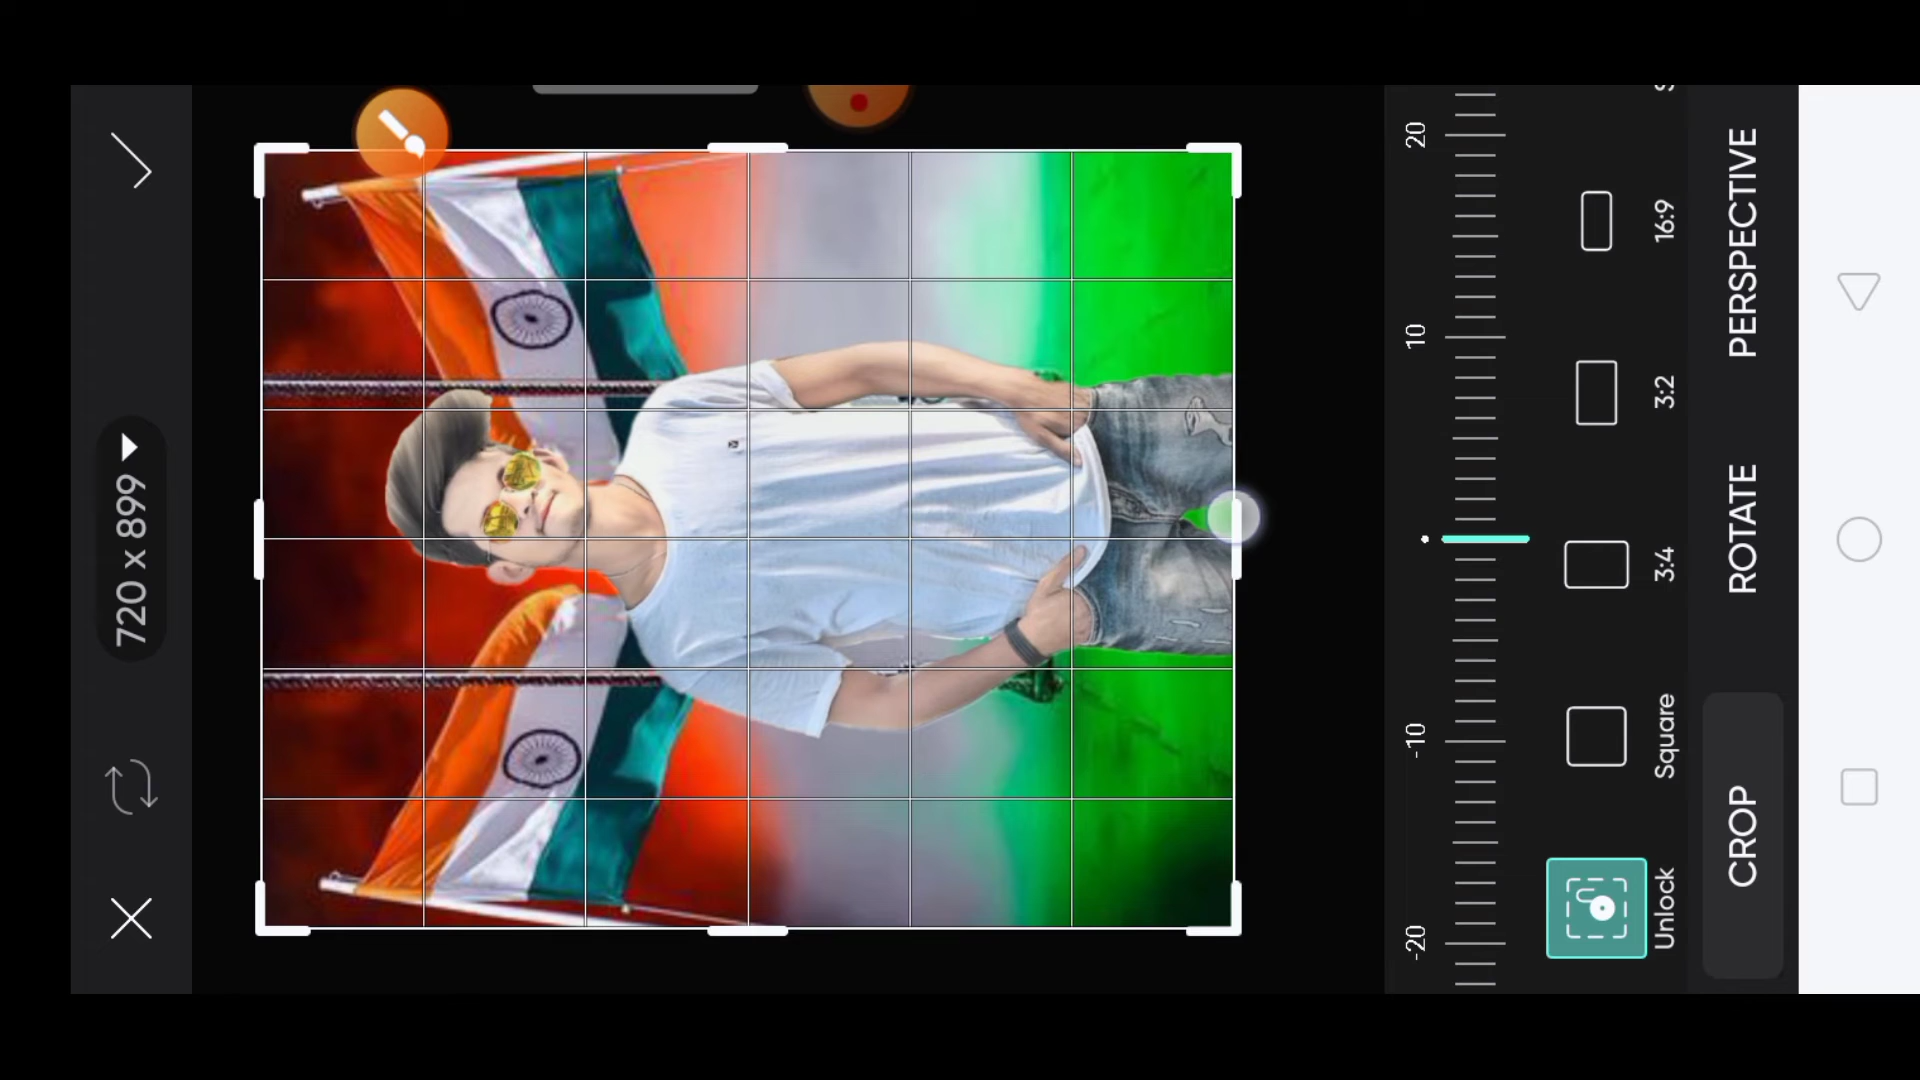 720 x 899
-20
-10
10
20
Unlock
Square
3:4
3:2
16:9
CROP
ROTATE
PERSPECTIVE